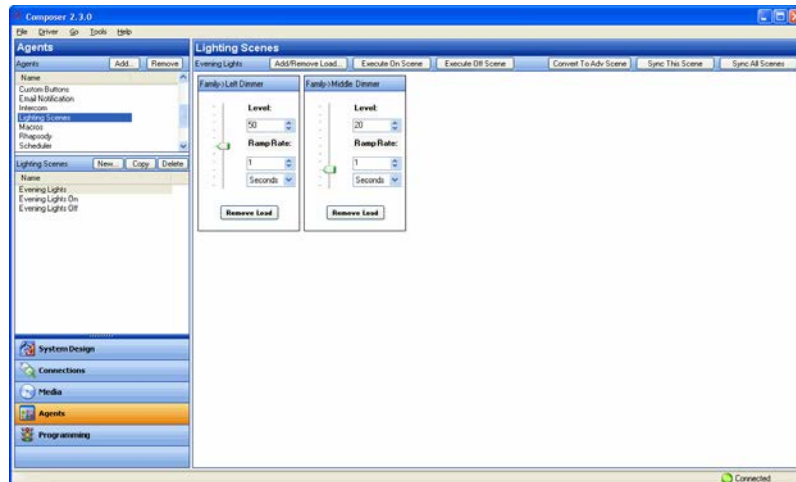 Composer 2.3.0
File Driver Go Tools Help
Agents
Agents Add... Remove
Name
Custom Buttons
Email Notification
Intercom
Lighting Scenes
Macros
Rhapsody
Scheduler
Lighting Scenes New... Copy Delete
Name
Evening Lights
Evening Lights On
Evening Lights Off
System Design
Connections
Media
Agents
Programming
Lighting Scenes
Evening Lights Add/Remove Load... Execute On Scene Execute Off Scene Convert To Adv Scene Sync This Scene Sync All Scenes
Family->Left Dimmer
Level:
50
Ramp Rate:
1
Seconds
Remove Load
Family->Middle Dimmer
Level:
20
Ramp Rate:
1
Seconds
Remove Load
Connected